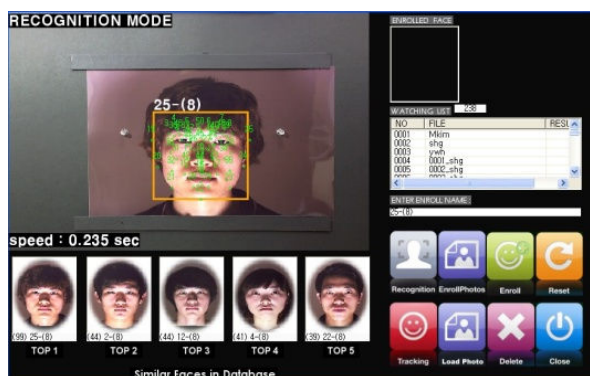 RECOGNITION MODE
25-(8)
speed : 0.235 sec
(99) 25-(8)
(44) 2-(8)
(44) 12-(8)
(41) 4-(8)
(39) 22-(8)
TOP 1
TOP 2
TOP 3
TOP 4
TOP 5
Similar Faces in Database
ENROLLED FACE
WATCHING LIST
238
NO FILE RESU
0001 Mkim
0002 shg
0003 ywh
0004 0001_shg
0005 0002_shg
ENTER ENROLL NAME :
25-(8)
Recognition
EnrollPhotos
Enroll
Reset
Tracking
Load Photo
Delete
Close